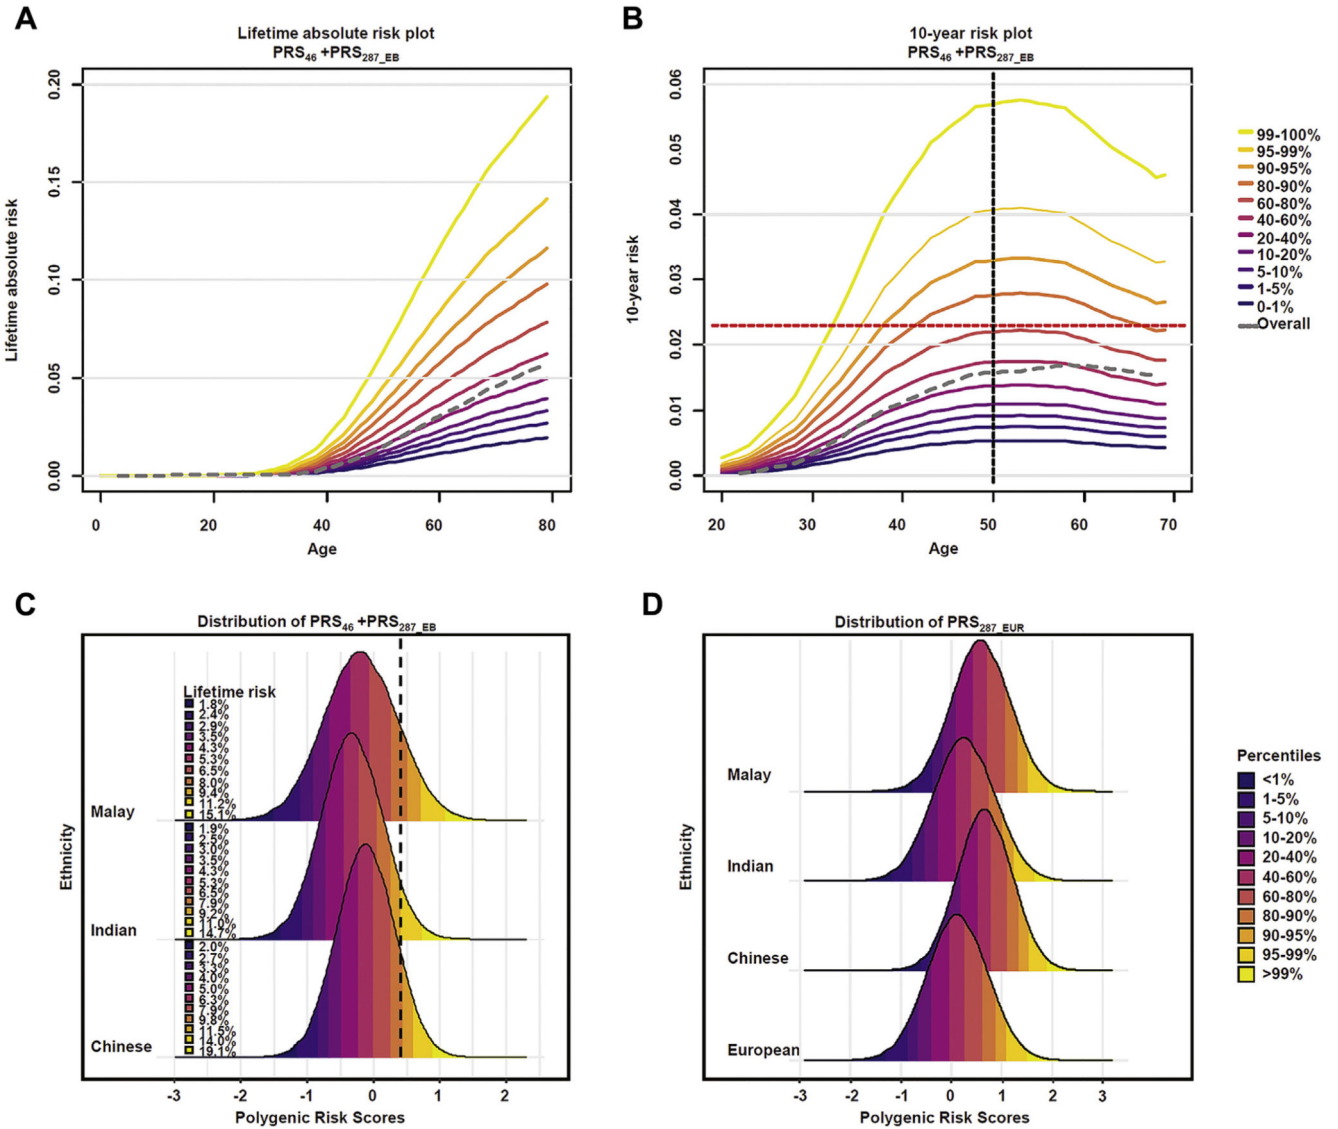 A
Lifetime absolute risk plot
PRS46 +PRS287_EB
Lifetime absolute risk
0.20
0.15
0.10
0.05
0.00
0 20 40 60 80
Age
B
10-year risk plot
PRS46 +PRS287_EB
10-year risk
0.06
0.05
0.04
0.03
0.02
0.01
0.00
20 30 40 50 60 70
Age
99-100%
95-99%
90-95%
80-90%
60-80%
40-60%
20-40%
10-20%
5-10%
1-5%
0-1%
Overall
C
Distribution of PRS46 +PRS287_EB
Ethnicity
Lifetime risk
1.8%
2.4%
2.9%
3.5%
4.3%
5.3%
6.5%
8.0%
9.4%
11.2%
15.1%
Malay
1.9%
2.5%
3.0%
3.5%
4.3%
5.3%
6.5%
7.9%
9.2%
11.0%
14.7%
Indian
2.0%
2.7%
3.3%
4.0%
5.0%
6.3%
7.9%
9.8%
11.5%
14.0%
19.1%
Chinese
-3 -2 -1 0 1 2
Polygenic Risk Scores
D
Distribution of PRS287_EUR
Ethnicity
Malay
Indian
Chinese
European
-3 -2 -1 0 1 2 3
Polygenic Risk Scores
Percentiles
<1%
1-5%
5-10%
10-20%
20-40%
40-60%
60-80%
80-90%
90-95%
95-99%
>99%